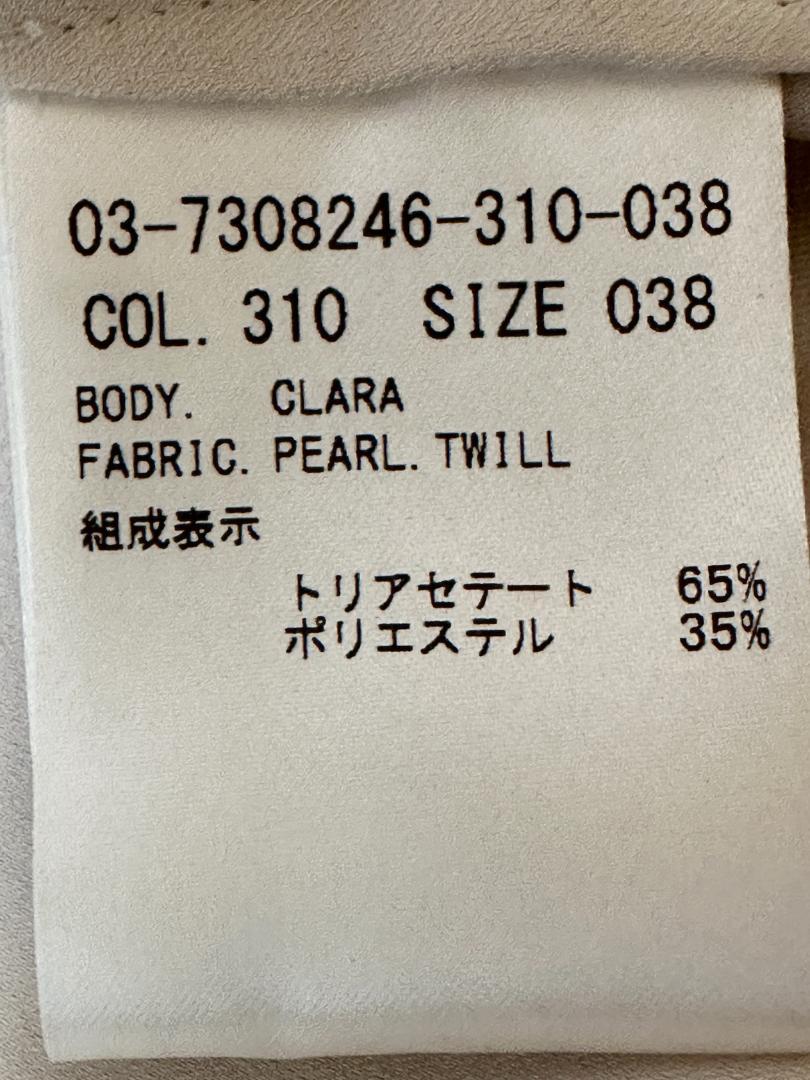 03-7308246-310-038
COL. 310 SIZE 038
BODY. CLARA
FABRIC. PEARL. TWILL
組成表示
トリアセテート 65%
ポリエステル 35%